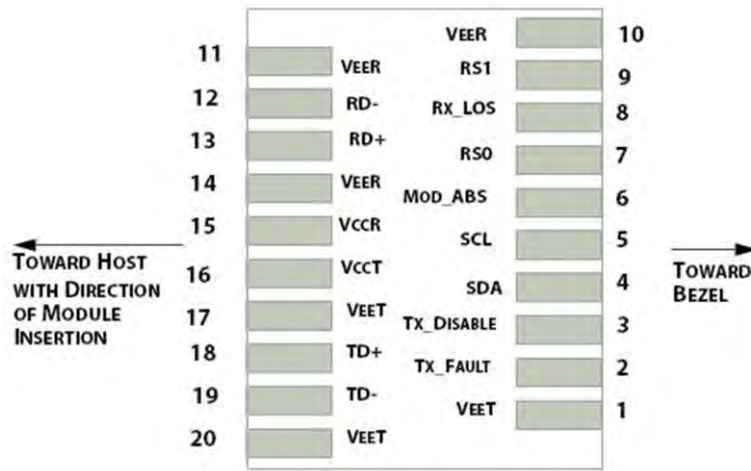 VEER 10
11 VEER RS1 9
12 RD- RX_LOS 8
13 RD+ RS0 7
14 VEER MOD_ABS 6
15 VCCR SCL 5
16 VCCT SDA 4
17 VEET TX_DISABLE 3
18 TD+ TX_FAULT 2
19 TD- VEET 1
20 VEET
TOWARD HOST
WITH DIRECTION
OF MODULE
INSERTION
TOWARD
BEZEL